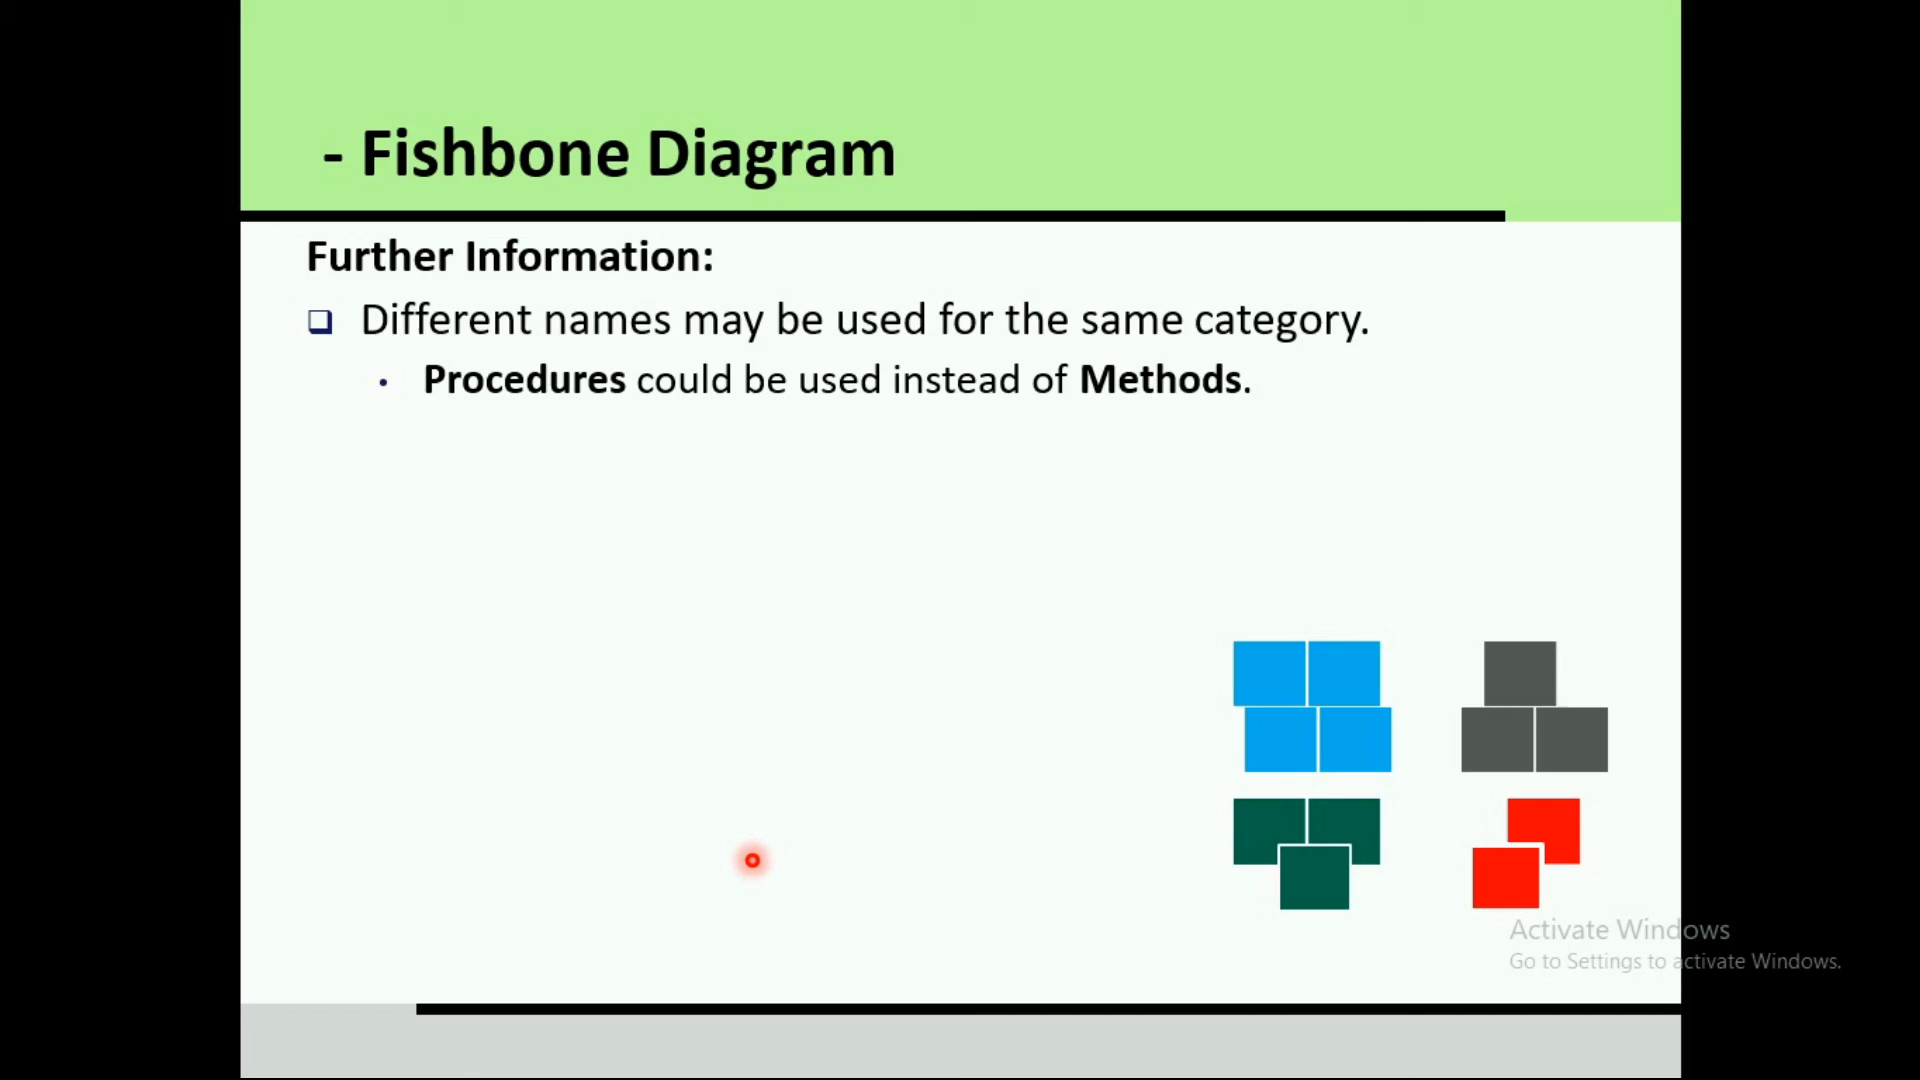 - Fishbone Diagram
Further Information:
Different names may be used for the same category.
Procedures could be used instead of Methods.
Activate Windows
Go to Settings to activate Windows.